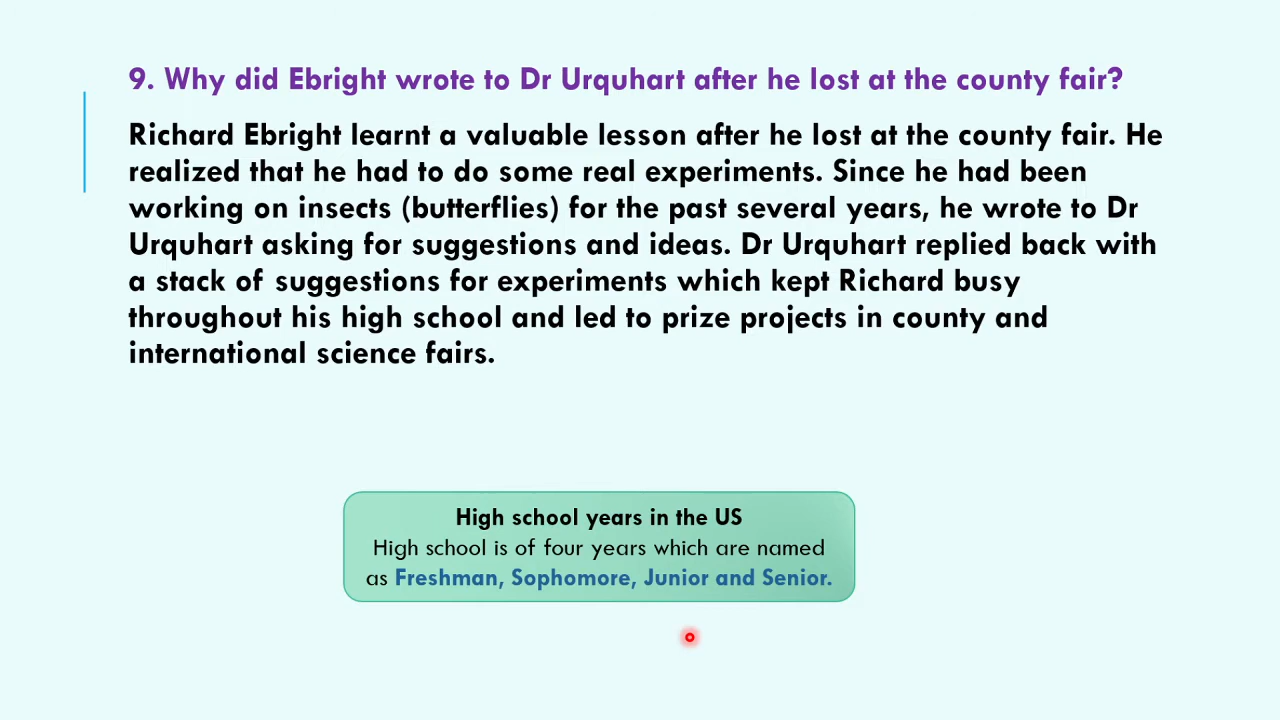 9. Why did Ebright wrote to Dr Urquhart after he lost at the county fair?
Richard Ebright learnt a valuable lesson after he lost at the county fair. He
realized that he had to do some real experiments. Since he had been
working on insects (butterflies) for the past several years, he wrote to Dr
Urquhart asking for suggestions and ideas. Dr Urquhart replied back with
a stack of suggestions for experiments which kept Richard busy
throughout his high school and led to prize projects in county and
international science fairs.
High school years in the US
High school is of four years which are named
as Freshman, Sophomore, Junior and Senior.